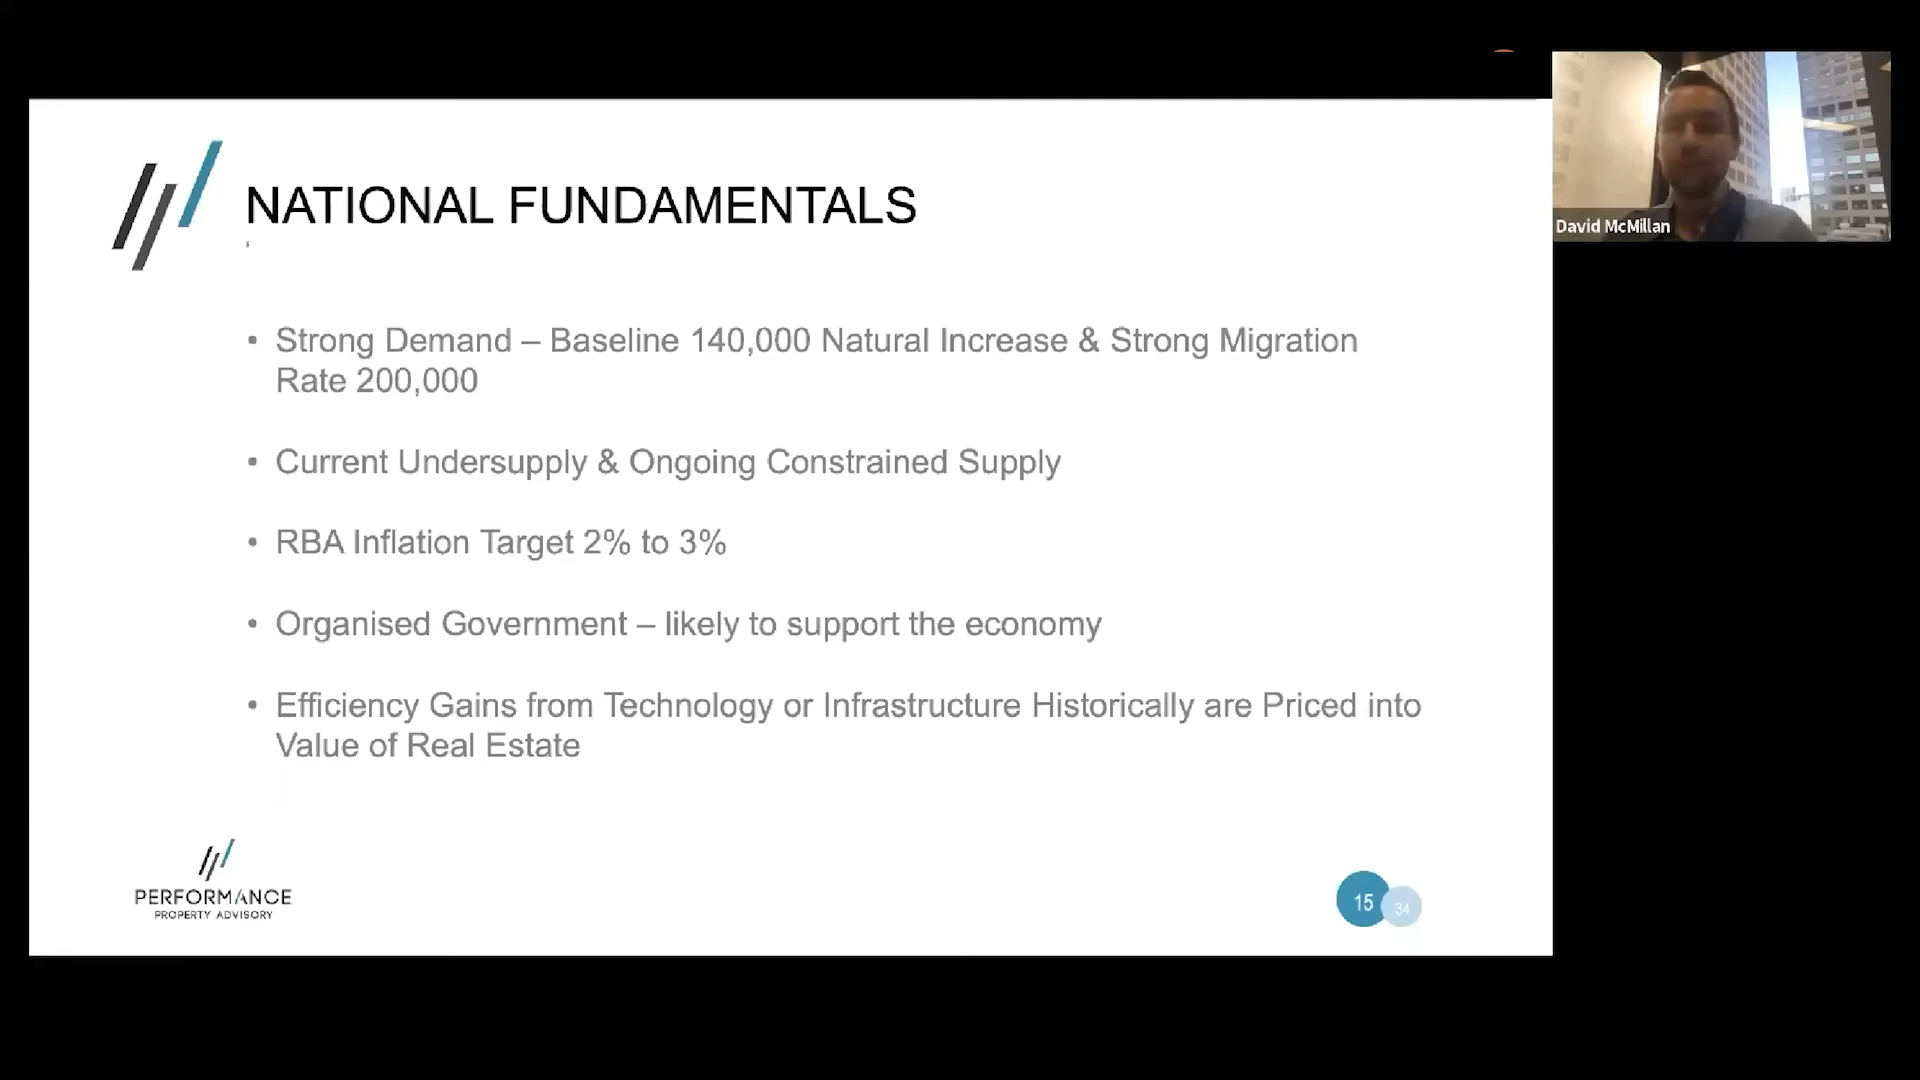 David McMillan
NATIONAL FUNDAMENTALS
• Strong Demand – Baseline 140,000 Natural Increase & Strong Migration
Rate 200,000
• Current Undersupply & Ongoing Constrained Supply
• RBA Inflation Target 2% to 3%
• Organised Government – likely to support the economy
• Efficiency Gains from Technology or Infrastructure Historically are Priced into
Value of Real Estate
PERFORMANCE
PROPERTY ADVISORY
15
34